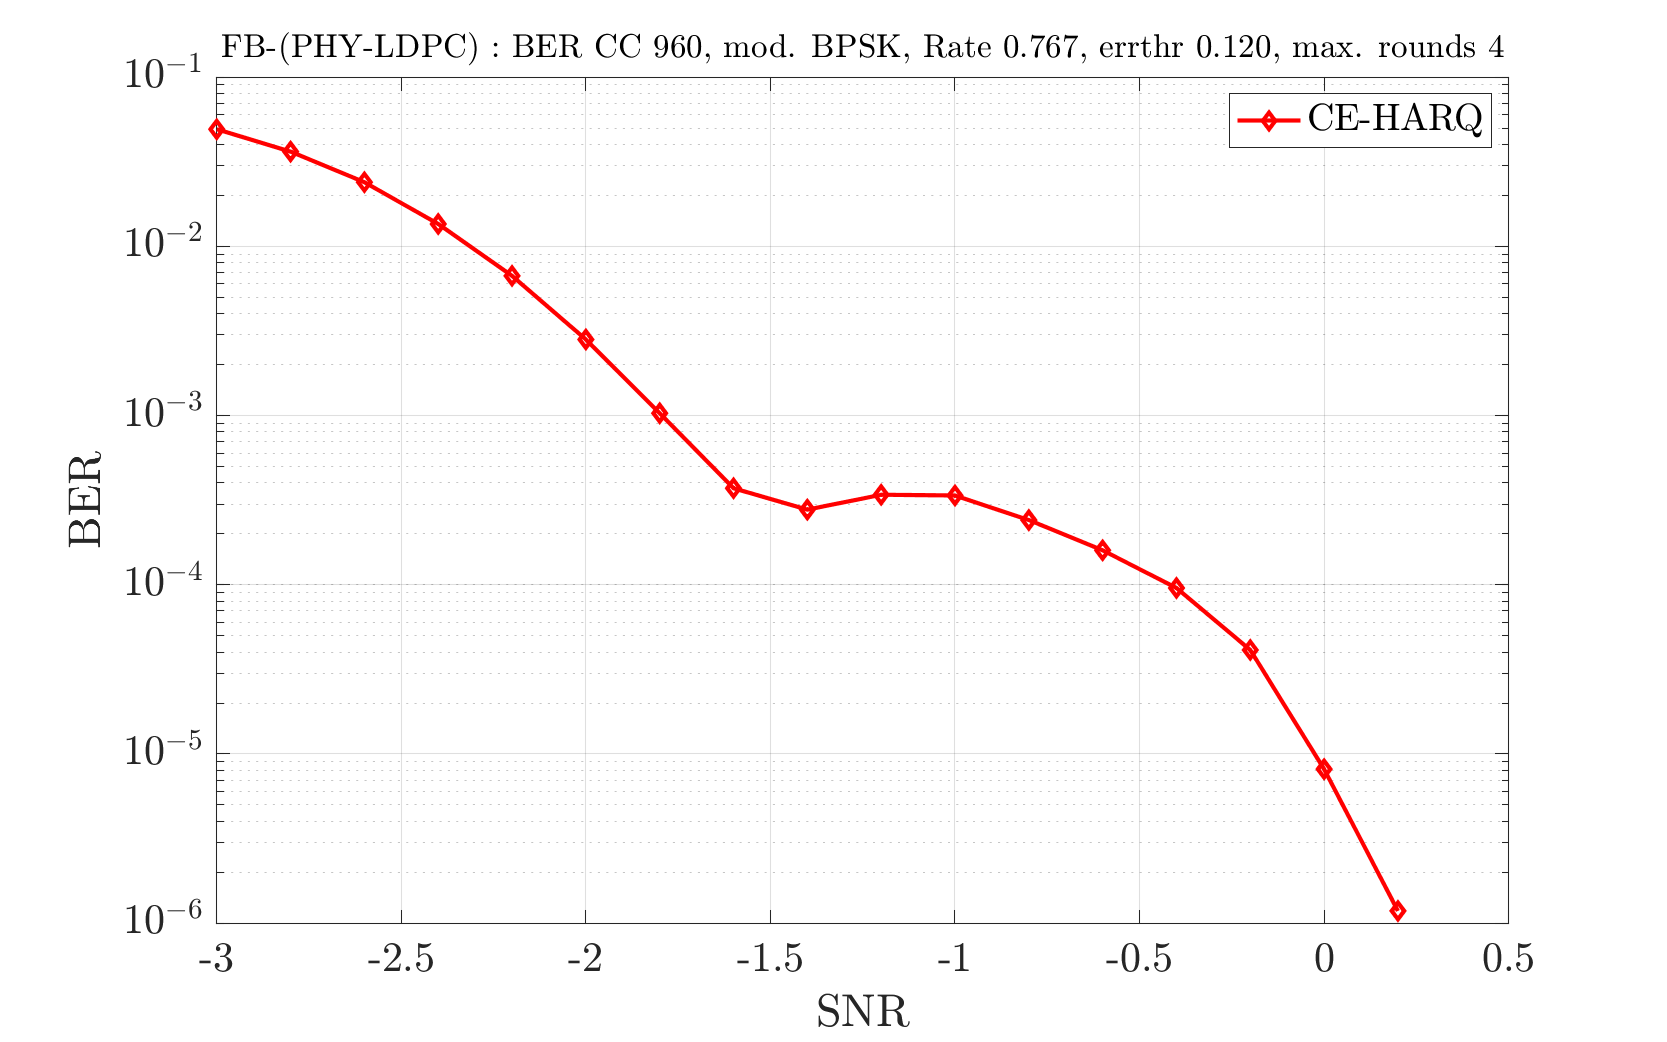 FB-(PHY-LDPC) : BER CC 960, mod. BPSK, Rate 0.767, errthr 0.120, max. rounds 4
CE-HARQ
10^{-1}
10^{-2}
10^{-3}
10^{-4}
10^{-5}
10^{-6}
BER
-3 -2.5 -2 -1.5 -1 -0.5 0 0.5
SNR